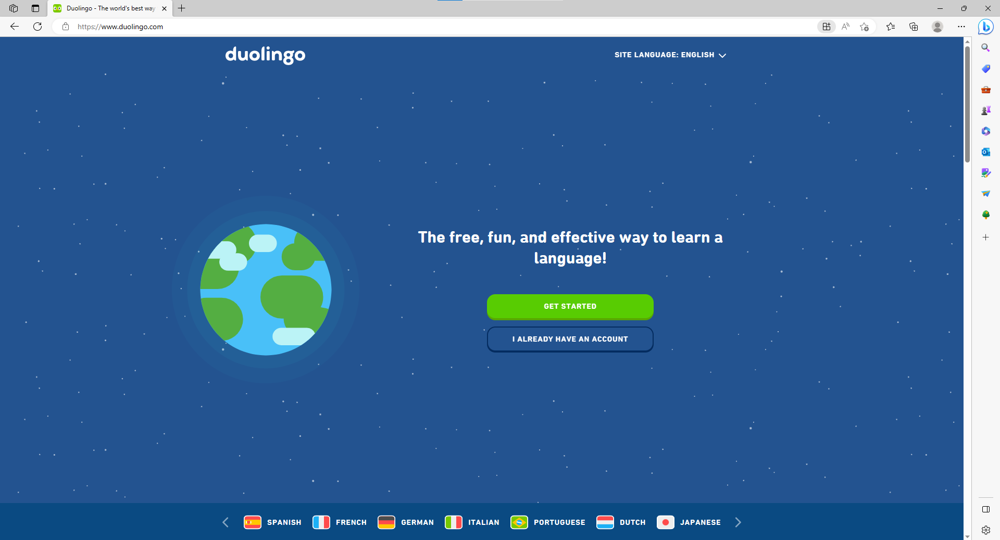 Duolingo - The world's best way
https://www.duolingo.com
duolingo
SITE LANGUAGE: ENGLISH
The free, fun, and effective way to learn a
language!
GET STARTED
I ALREADY HAVE AN ACCOUNT
SPANISH FRENCH GERMAN ITALIAN PORTUGUESE DUTCH JAPANESE